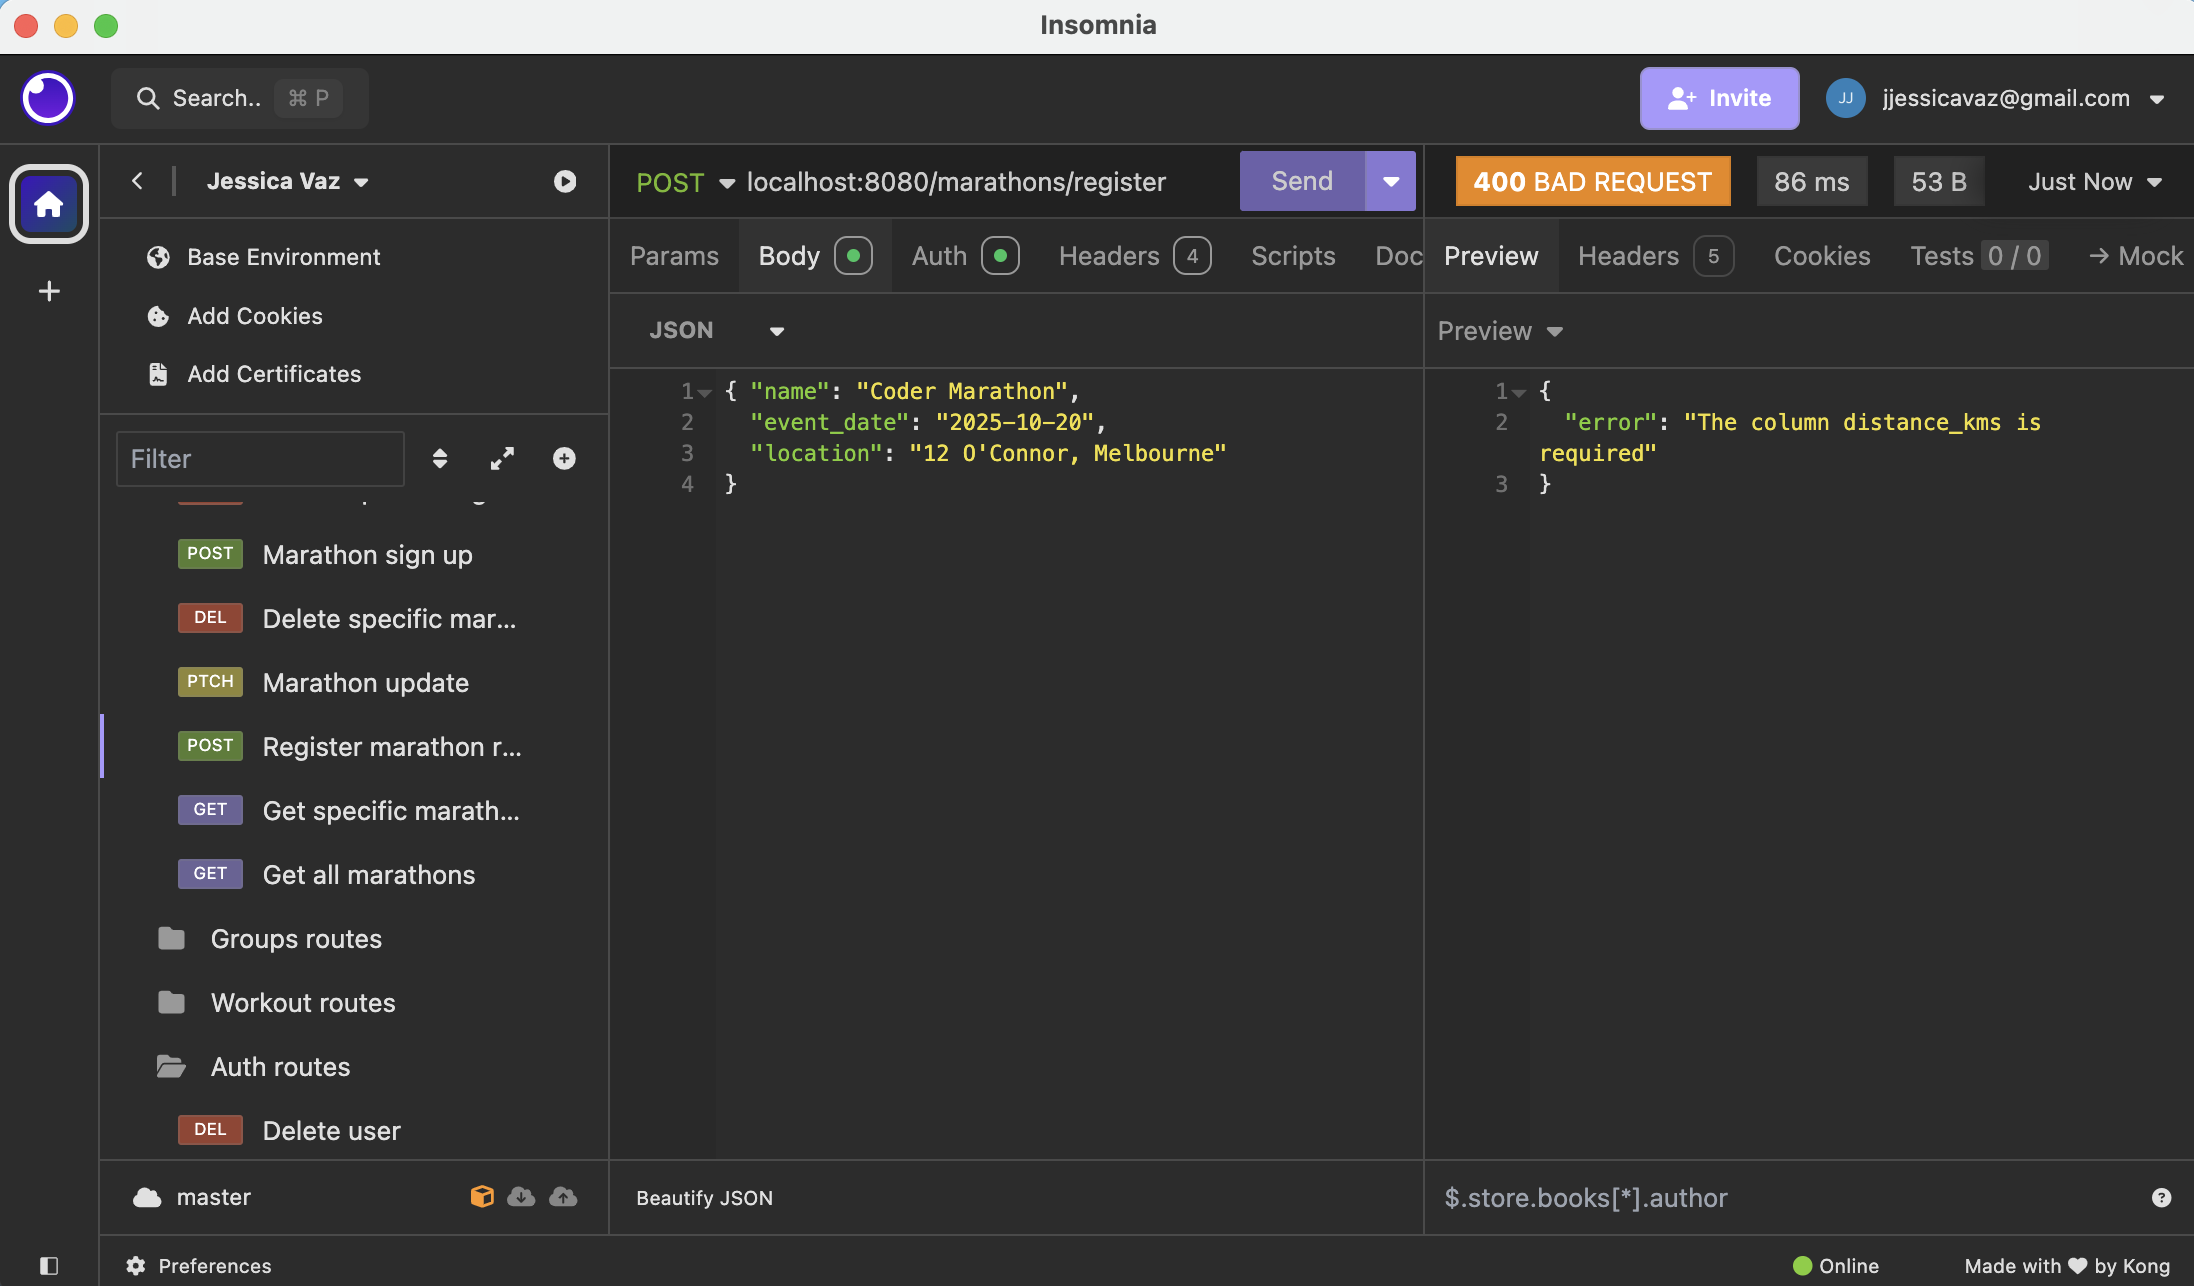 Insomnia
Search.. ⌘ P
Invite
JJ
jjessicavaz@gmail.com
Jessica Vaz
POST localhost:8080/marathons/register
Send
400 BAD REQUEST
86 ms
53 B
Just Now
Base Environment
Add Cookies
Add Certificates
Filter
POST Marathon sign up
DEL Delete specific mar...
PTCH Marathon update
POST Register marathon r...
GET Get specific marath...
GET Get all marathons
Groups routes
Workout routes
Auth routes
DEL Delete user
master
Params
Body
Auth
Headers 4
Scripts
Doc
JSON
1 { "name": "Coder Marathon",
2 "event_date": "2025-10-20",
3 "location": "12 O'Connor, Melbourne"
4 }
Beautify JSON
Preview
Headers 5
Cookies
Tests 0 / 0
→ Mock
Preview
1 {
2 "error": "The column distance_kms is
required"
3 }
$.store.books[*].author
?
Preferences
Online
Made with ♥ by Kong